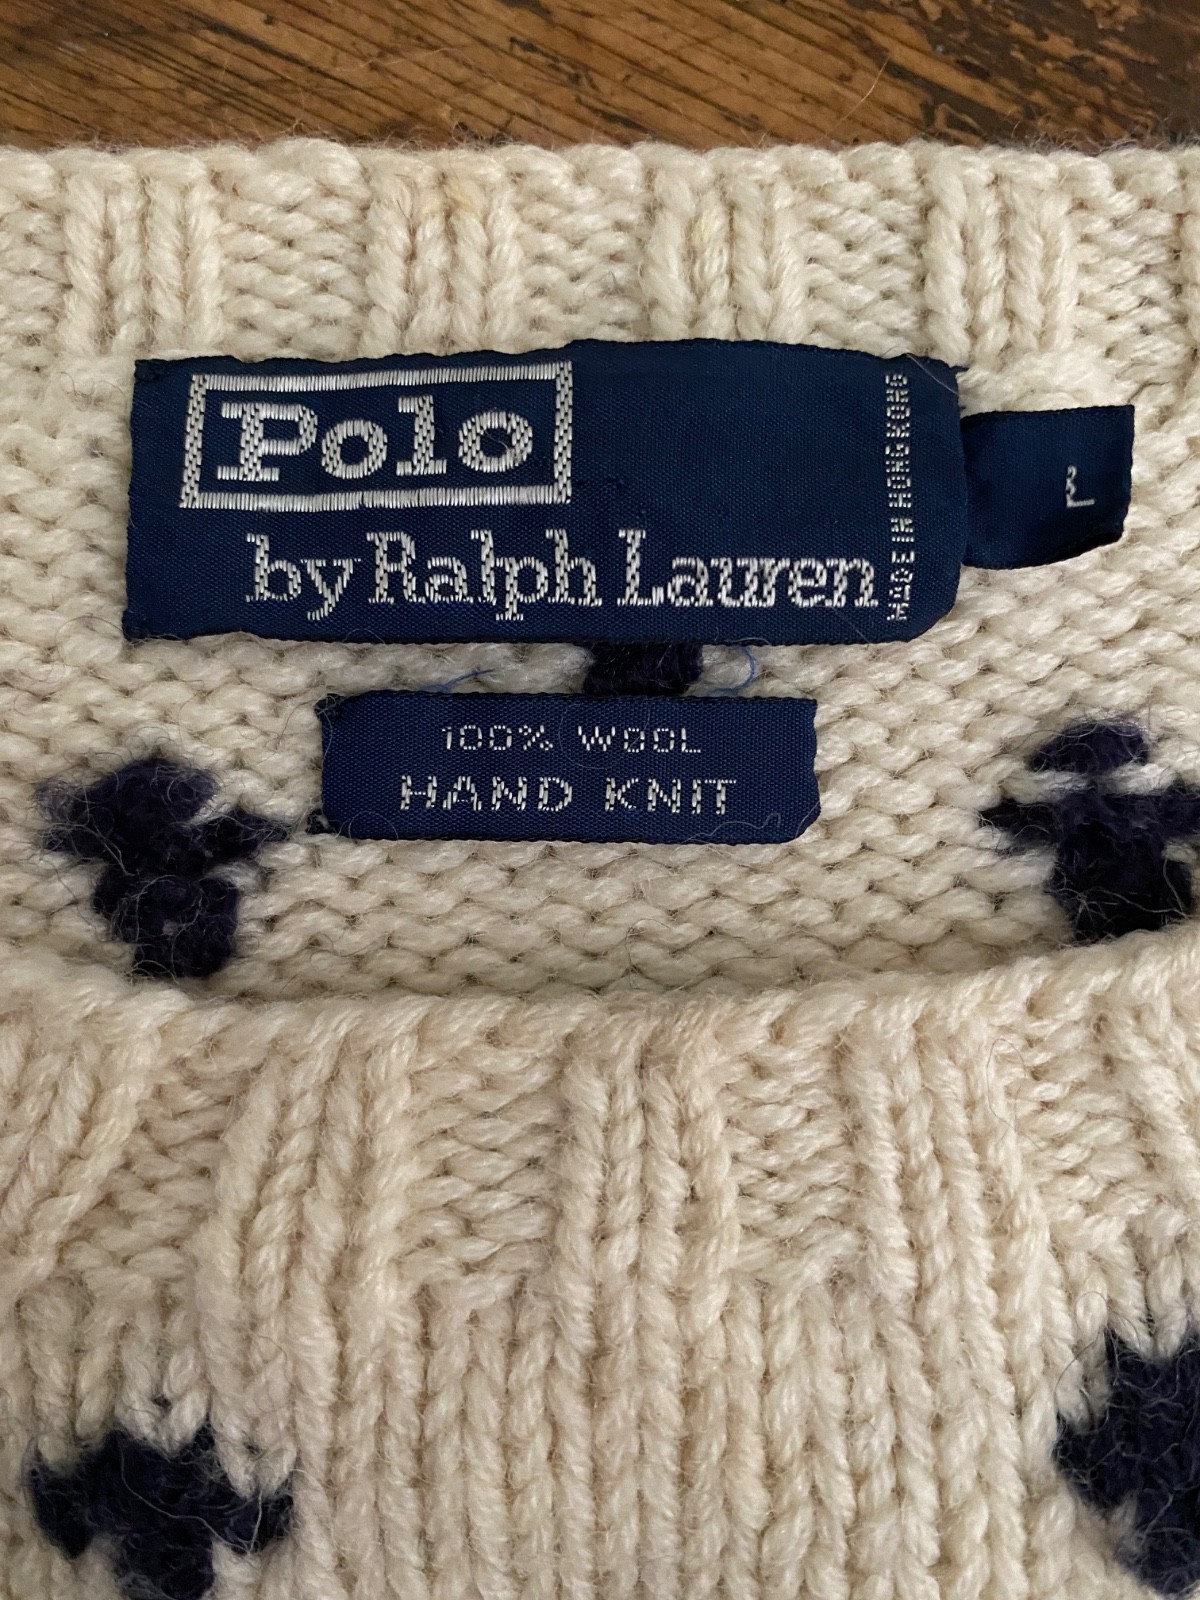 Polo
by Ralph Lauren
MADE IN HONG KONG
L
100% WOOL
HAND KNIT